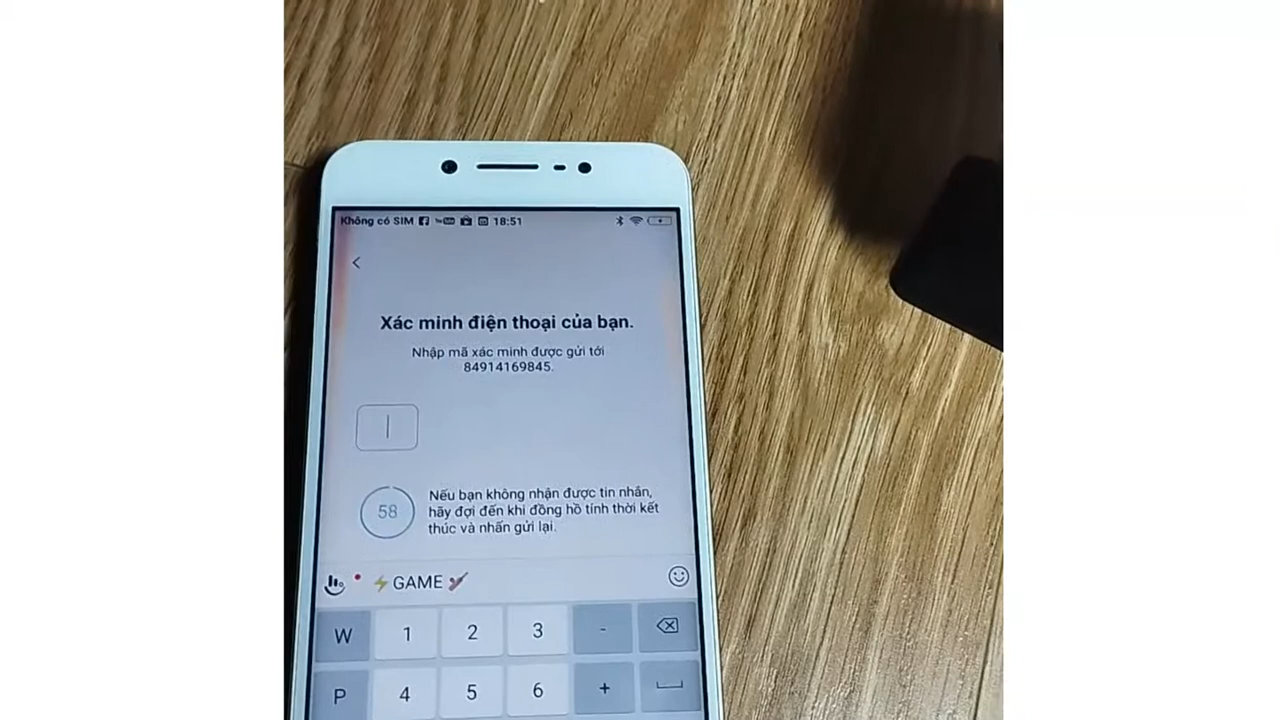 Không có SIM 18:51
Xác minh điện thoại của bạn.
Nhập mã xác minh được gửi tới
84914169845.
58
Nếu bạn không nhận được tin nhắn,
hãy đợi đến khi đồng hồ tính thời kết
thúc và nhấn gửi lại.
⚡GAME
W 1 2 3 -
P 4 5 6 +